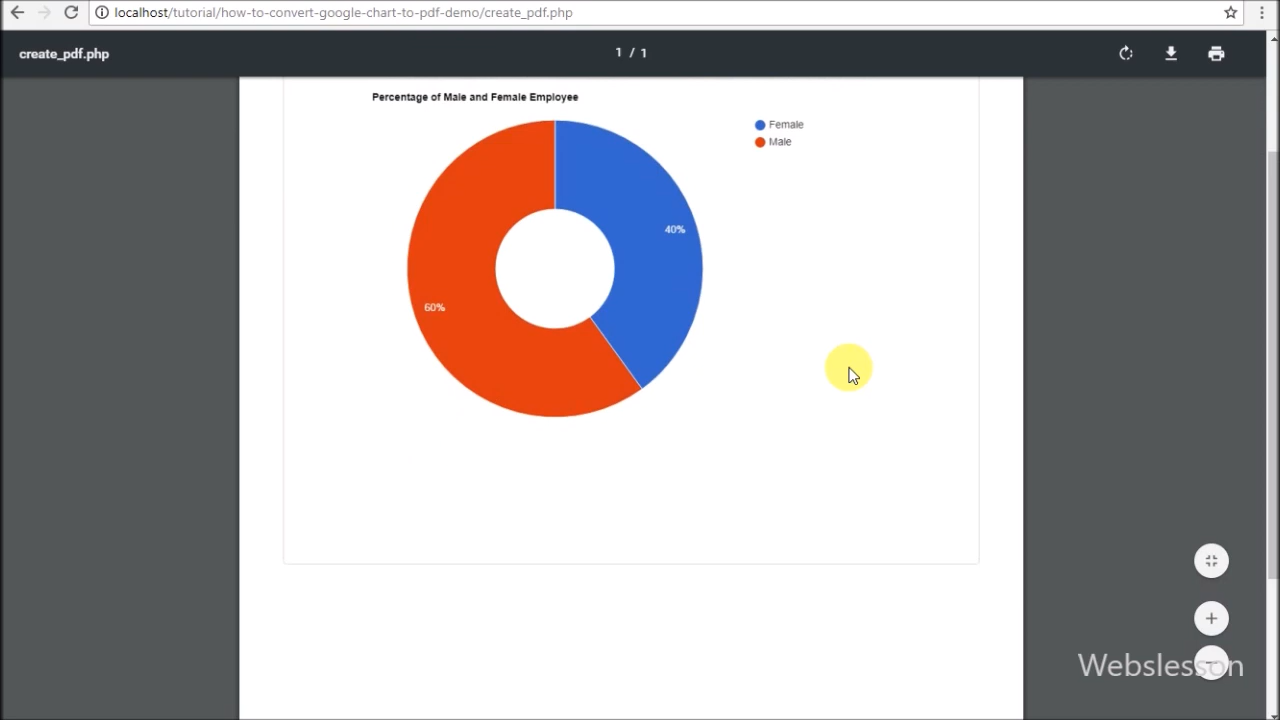 localhost/tutorial/how-to-convert-google-chart-to-pdf-demo/create_pdf.php
create_pdf.php
1 / 1
Percentage of Male and Female Employee
Female
Male
40%
60%
Webslesson